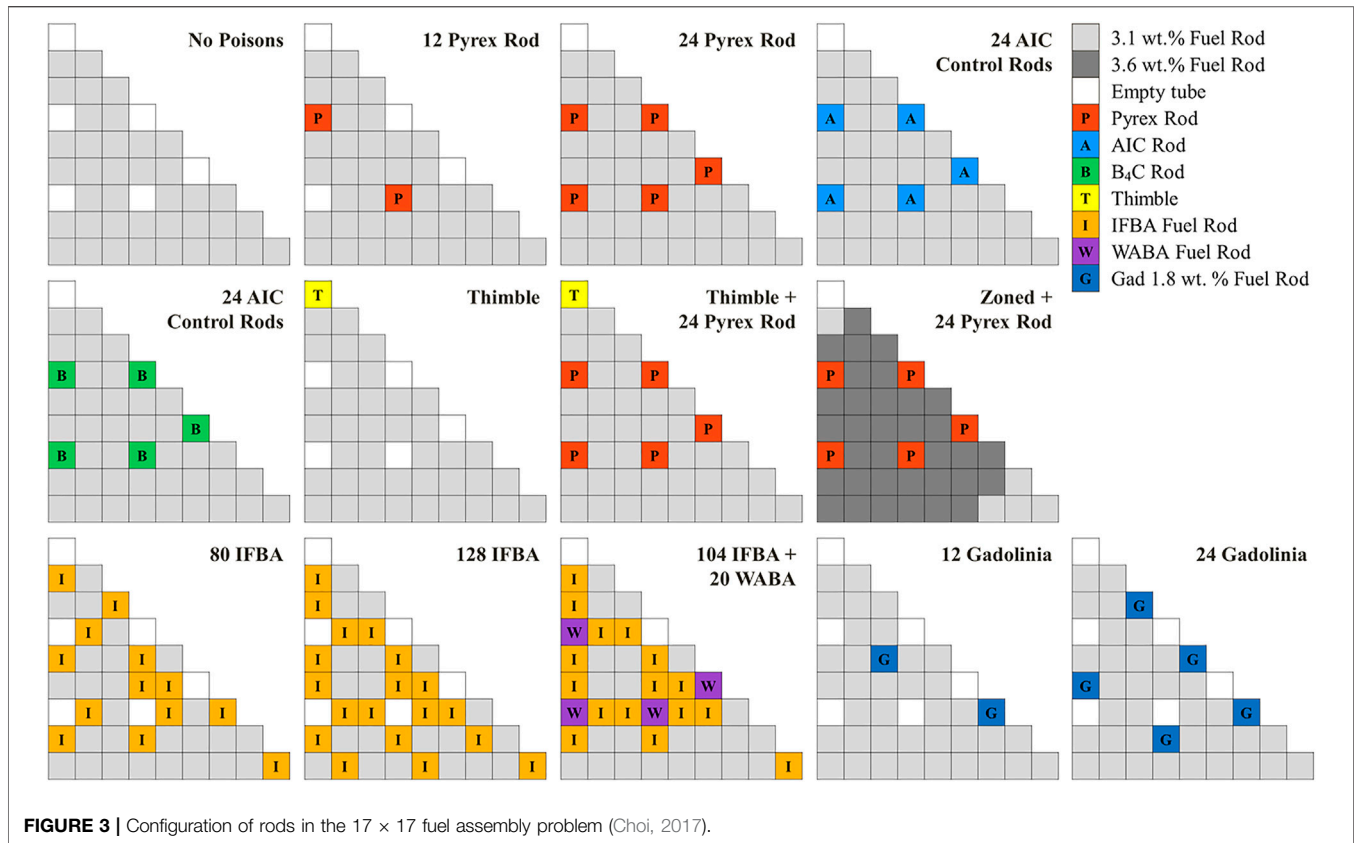 No Poisons
12 Pyrex Rod
P
P
24 Pyrex Rod
P P
P
P P
24 AIC
Control Rods
A A
A
A A
3.1 wt.% Fuel Rod
3.6 wt.% Fuel Rod
Empty tube
P Pyrex Rod
A AIC Rod
B B₄C Rod
T Thimble
I IFBA Fuel Rod
W WABA Fuel Rod
G Gad 1.8 wt. % Fuel Rod
24 AIC
Control Rods
B B
B
B B
Thimble
T
Thimble +
24 Pyrex Rod
T
P P
P
P P
Zoned +
24 Pyrex Rod
P P
P
P P
80 IFBA
I
I
I
I I
I I
I I I
I I
I
128 IFBA
I
I
I I
I I
I I I
I I I I
I I I
I I I
104 IFBA +
20 WABA
I
I
W I I
I I
I I I W
W I I W I I
I I
I
12 Gadolinia
G
G
24 Gadolinia
G
G
G
G
G
FIGURE 3 | Configuration of rods in the 17 × 17 fuel assembly problem (Choi, 2017).